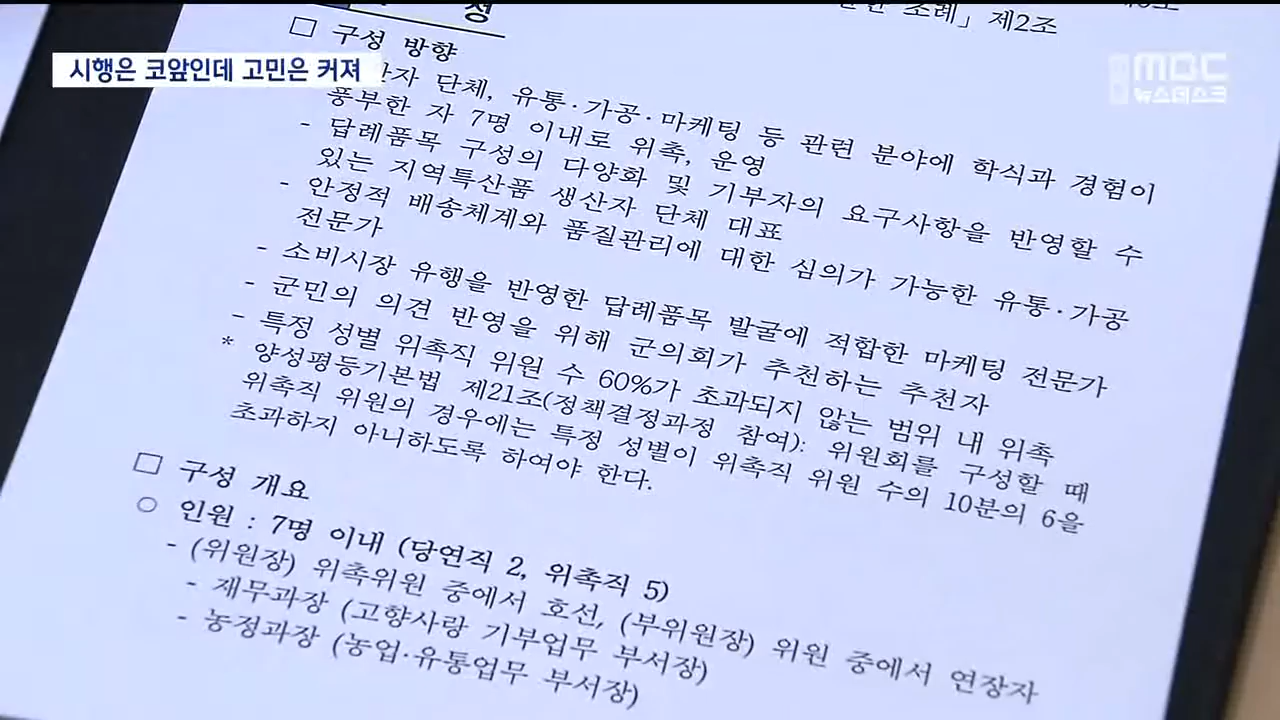 조례」 제2조
성
□ 구성 방향
시행은 코앞인데 고민은 커져
MBC
뉴스데스크
단체, 유통·가공·마케팅 등 관련 분야에 학식과 경험이
풍부한 자 7명 이내로 위촉, 운영
- 답례품목 구성의 다양화 및 기부자의 요구사항을 반영할 수
있는 지역특산품 생산자 단체 대표
- 안정적 배송체계와 품질관리에 대한 심의가 가능한 유통·가공
전문가
- 소비시장 유행을 반영한 답례품목 발굴에 적합한 마케팅 전문가
- 군민의 의견 반영을 위해 군의회가 추천하는 추천자
- 특정 성별 위촉직 위원 수 60%가 초과되지 않는 범위 내 위촉
* 양성평등기본법 제21조(정책결정과정 참여): 위원회를 구성할 때
위촉직 위원의 경우에는 특정 성별이 위촉직 위원 수의 10분의 6을
초과하지 아니하도록 하여야 한다.
□ 구성 개요
○ 인원 : 7명 이내 (당연직 2, 위촉직 5)
- (위원장) 위촉위원 중에서 호선, (부위원장) 위원 중에서 연장자
- 재무과장 (고향사랑 기부업무 부서장)
- 농정과장 (농업·유통업무 부서장)